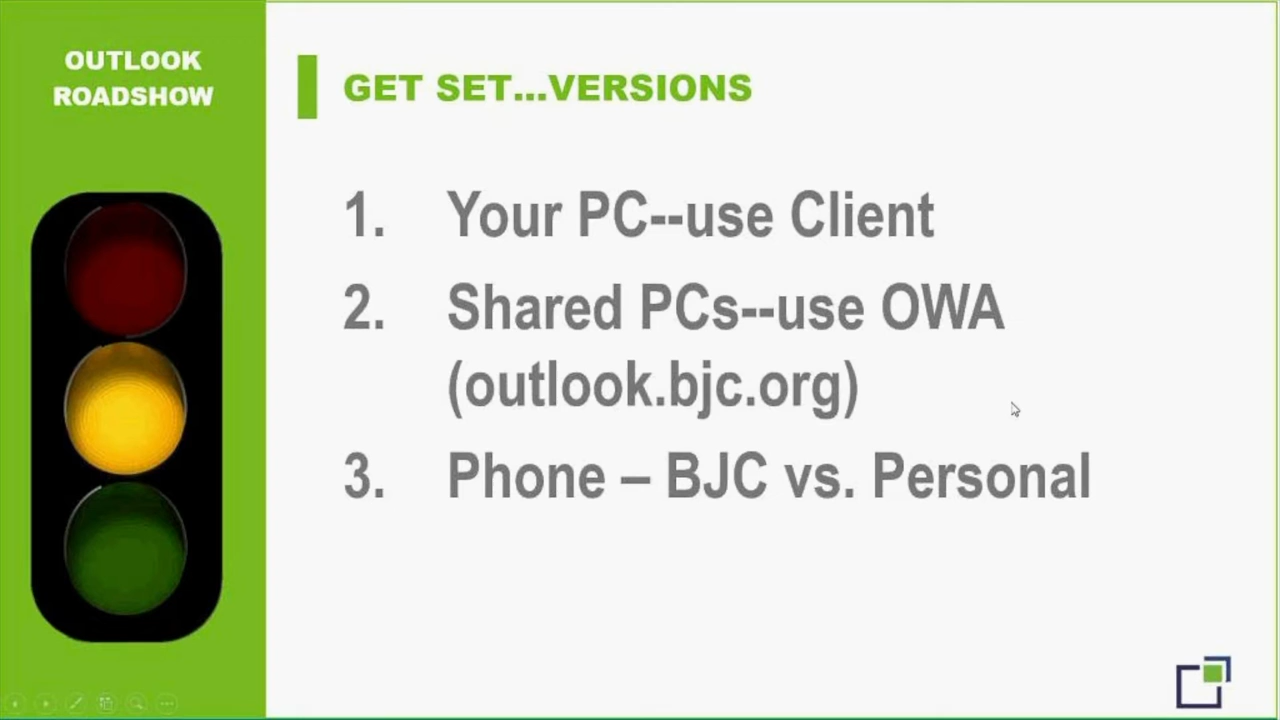 OUTLOOK
ROADSHOW
GET SET...VERSIONS
1. Your PC--use Client
2. Shared PCs--use OWA
(outlook.bjc.org)
3. Phone – BJC vs. Personal